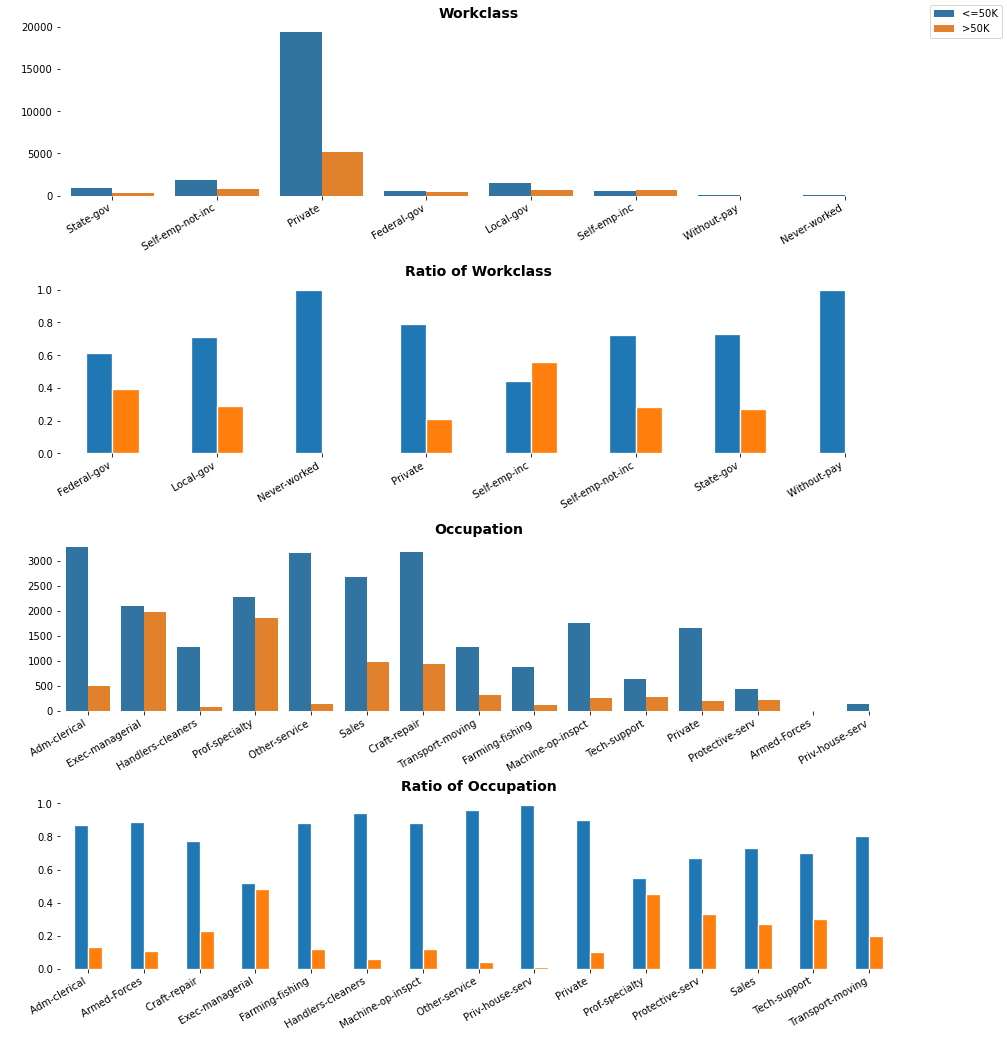 Workclass
<=50K
>50K
20000
15000
10000
5000
0
State-gov
Self-emp-not-inc
Private
Federal-gov
Local-gov
Self-emp-inc
Without-pay
Never-worked
Ratio of Workclass
1.0
0.8
0.6
0.4
0.2
0.0
Federal-gov
Local-gov
Never-worked
Private
Self-emp-inc
Self-emp-not-inc
State-gov
Without-pay
Occupation
3000
2500
2000
1500
1000
500
0
Adm-clerical
Exec-managerial
Handlers-cleaners
Prof-specialty
Other-service
Sales
Craft-repair
Transport-moving
Farming-fishing
Machine-op-inspct
Tech-support
Private
Protective-serv
Armed-Forces
Priv-house-serv
Ratio of Occupation
1.0
0.8
0.6
0.4
0.2
0.0
Adm-clerical
Armed-Forces
Craft-repair
Exec-managerial
Farming-fishing
Handlers-cleaners
Machine-op-inspct
Other-service
Priv-house-serv
Private
Prof-specialty
Protective-serv
Sales
Tech-support
Transport-moving